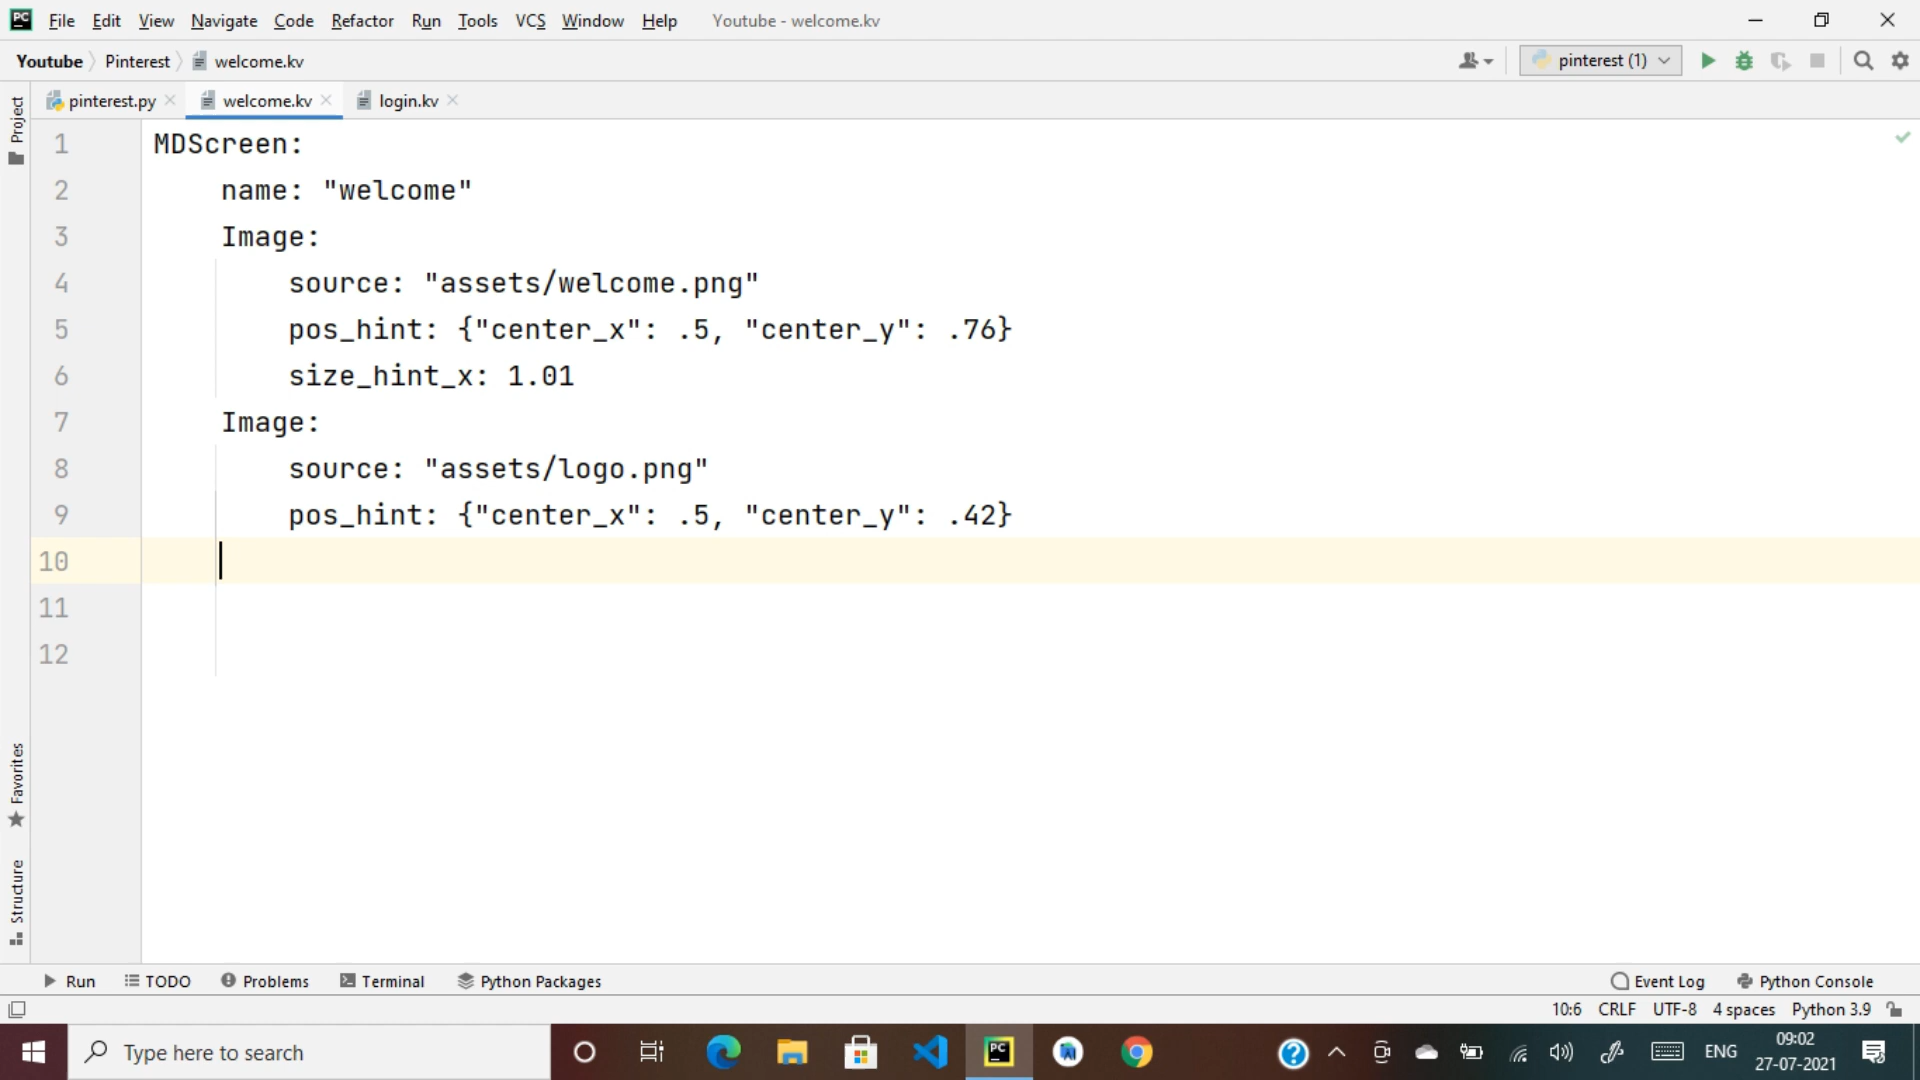 PC File Edit View Navigate Code Refactor Run Tools VCS Window Help Youtube - welcome.kv
Youtube Pinterest welcome.kv pinterest (1)
pinterest.py welcome.kv login.kv
Project
1 MDScreen:
2 name: "welcome"
3 Image:
4 source: "assets/welcome.png"
5 pos_hint: {"center_x": .5, "center_y": .76}
6 size_hint_x: 1.01
7 Image:
8 source: "assets/logo.png"
9 pos_hint: {"center_x": .5, "center_y": .42}
10
11
12
Favorites
Structure
Run TODO Problems Terminal Python Packages Event Log Python Console
10:6 CRLF UTF-8 4 spaces Python 3.9
Type here to search PC ENG 09:02
27-07-2021